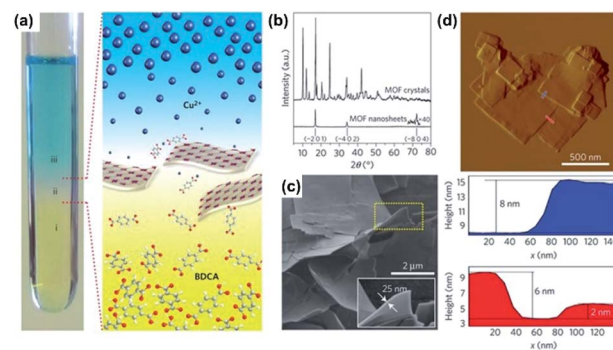 (a)
iii
ii
i
Cu2+
BDCA
(b)
Intensity (a.u.)
MOF crystals
MOF nanosheets
×40
(−2 0 1)
(−4 0 2)
(−8 0 4)
10 20 30 40 50 60 70 80
2θ (°)
(c)
2 μm
25 nm
(d)
500 nm
Height (nm)
15
13
11
9
8 nm
20 40 60 80 100 120 140
x (nm)
Height (nm)
9
7
5
3
6 nm
2 nm
20 40 60 80 100 120 140
x (nm)